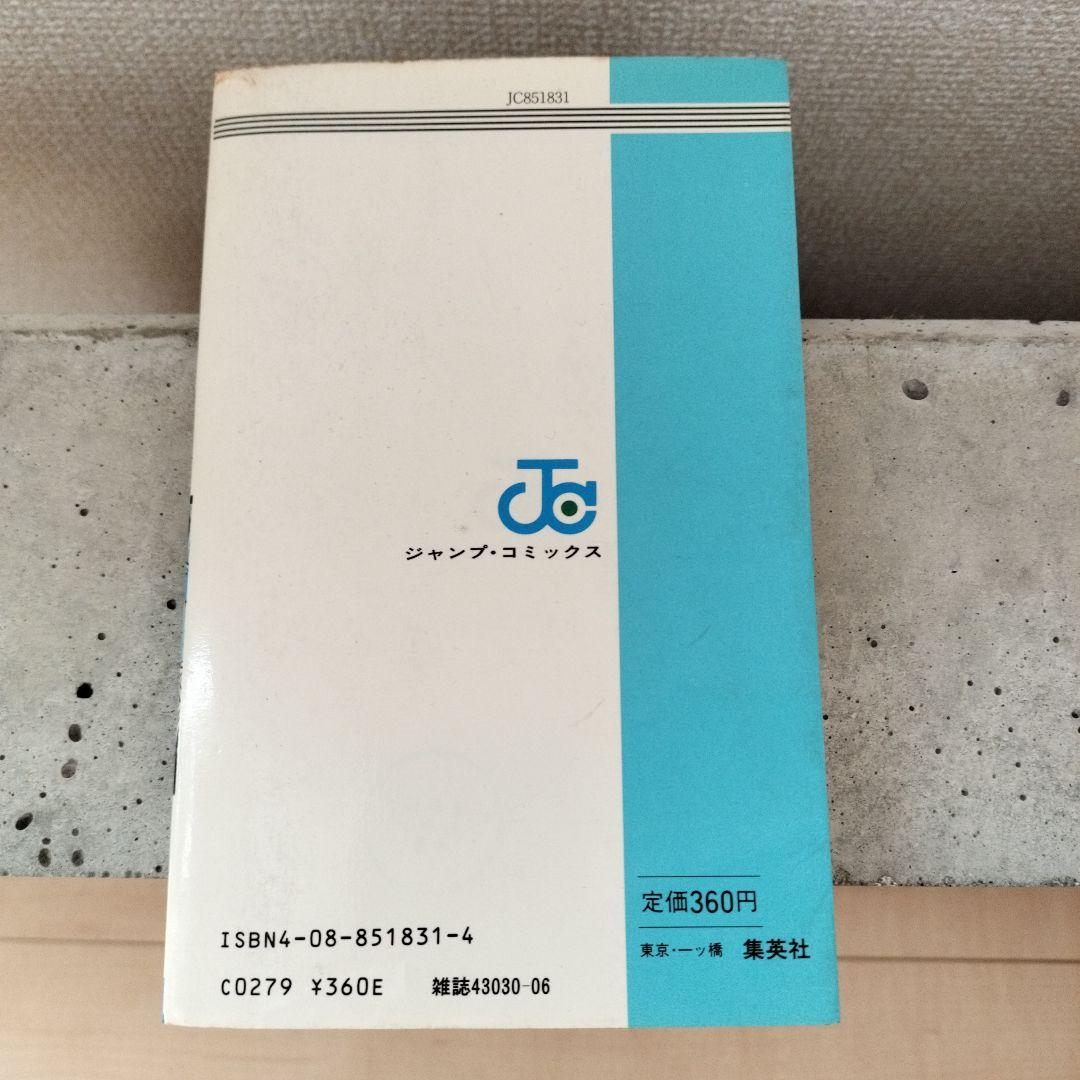 JC851831
JC
ジャンプ・コミックス
定価360円
東京・一ッ橋 集英社
ISBN4-08-851831-4
C0279 ¥360E 雑誌43030-06